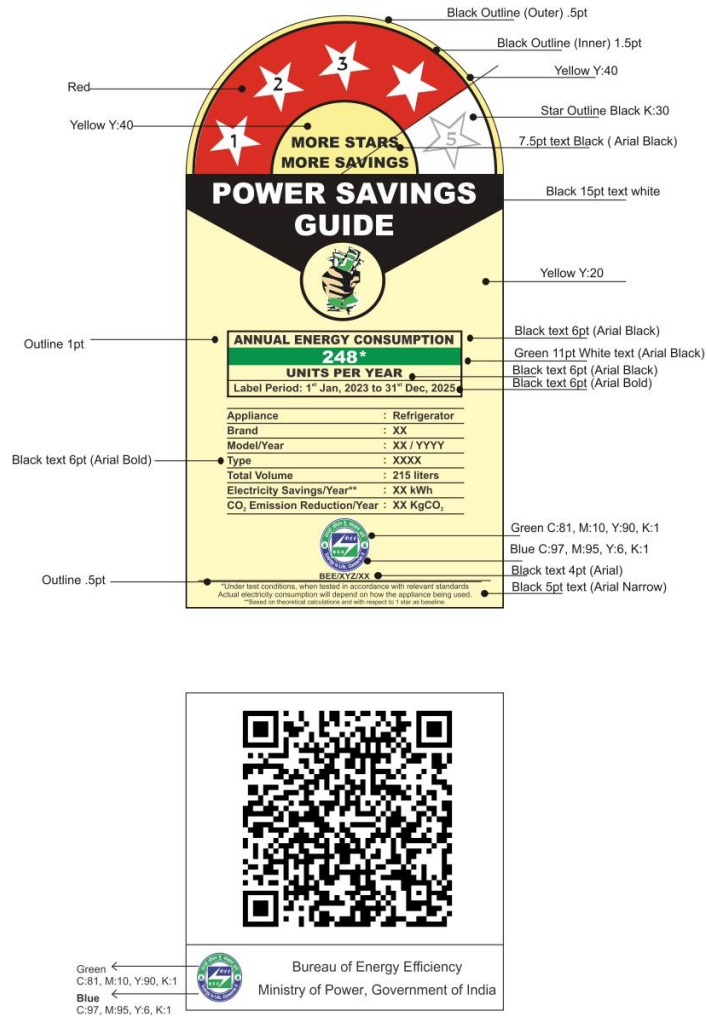 Black Outline (Outer) .5pt
Black Outline (Inner) 1.5pt
Yellow Y:40
Red
Star Outline Black K:30
Yellow Y:40
7.5pt text Black ( Arial Black)
1
2
3
5
MORE STARS
MORE SAVINGS
POWER SAVINGS
GUIDE
Black 15pt text white
Yellow Y:20
Outline 1pt
ANNUAL ENERGY CONSUMPTION
248*
UNITS PER YEAR
Label Period: 1st Jan, 2023 to 31st Dec, 2025
Black text 6pt (Arial Black)
Green 11pt White text (Arial Black)
Black text 6pt (Arial Black)
Black text 6pt (Arial Bold)
Black text 6pt (Arial Bold)
Appliance : Refrigerator
Brand : XX
Model/Year : XX / YYYY
Type : XXXX
Total Volume : 215 liters
Electricity Savings/Year** : XX kWh
CO2 Emission Reduction/Year : XX KgCO2
Green C:81, M:10, Y:90, K:1
Blue C:97, M:95, Y:6, K:1
BEE/XYZ/XX
Black text 4pt (Arial)
Outline .5pt
Black 5pt text (Arial Narrow)
*Under test conditions, when tested in accordance with relevant standards
Actual electricity consumption will depend on how the appliance being used.
**Based on theoretical calculations and with respect to 1 star as baseline.
Green
C:81, M:10, Y:90, K:1
Blue
C:97, M:95, Y:6, K:1
Bureau of Energy Efficiency
Ministry of Power, Government of India